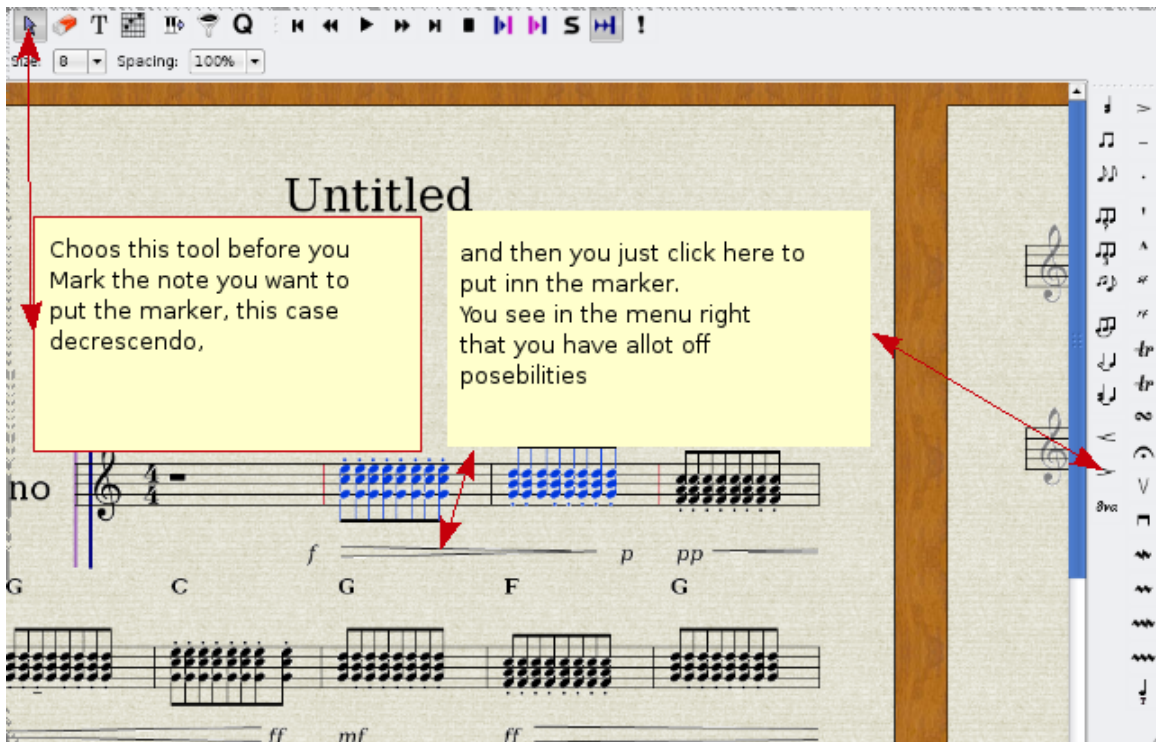 T Q S !
Size: 8 Spacing: 100%
Untitled
Choos this tool before you
Mark the note you want to
put the marker, this case
decrescendo,
and then you just click here to
put inn the marker.
You see in the menu right
that you have allot off
posebilities
tr
tr
8va
no 4 4
f p pp
G C G F G
ff mf ff